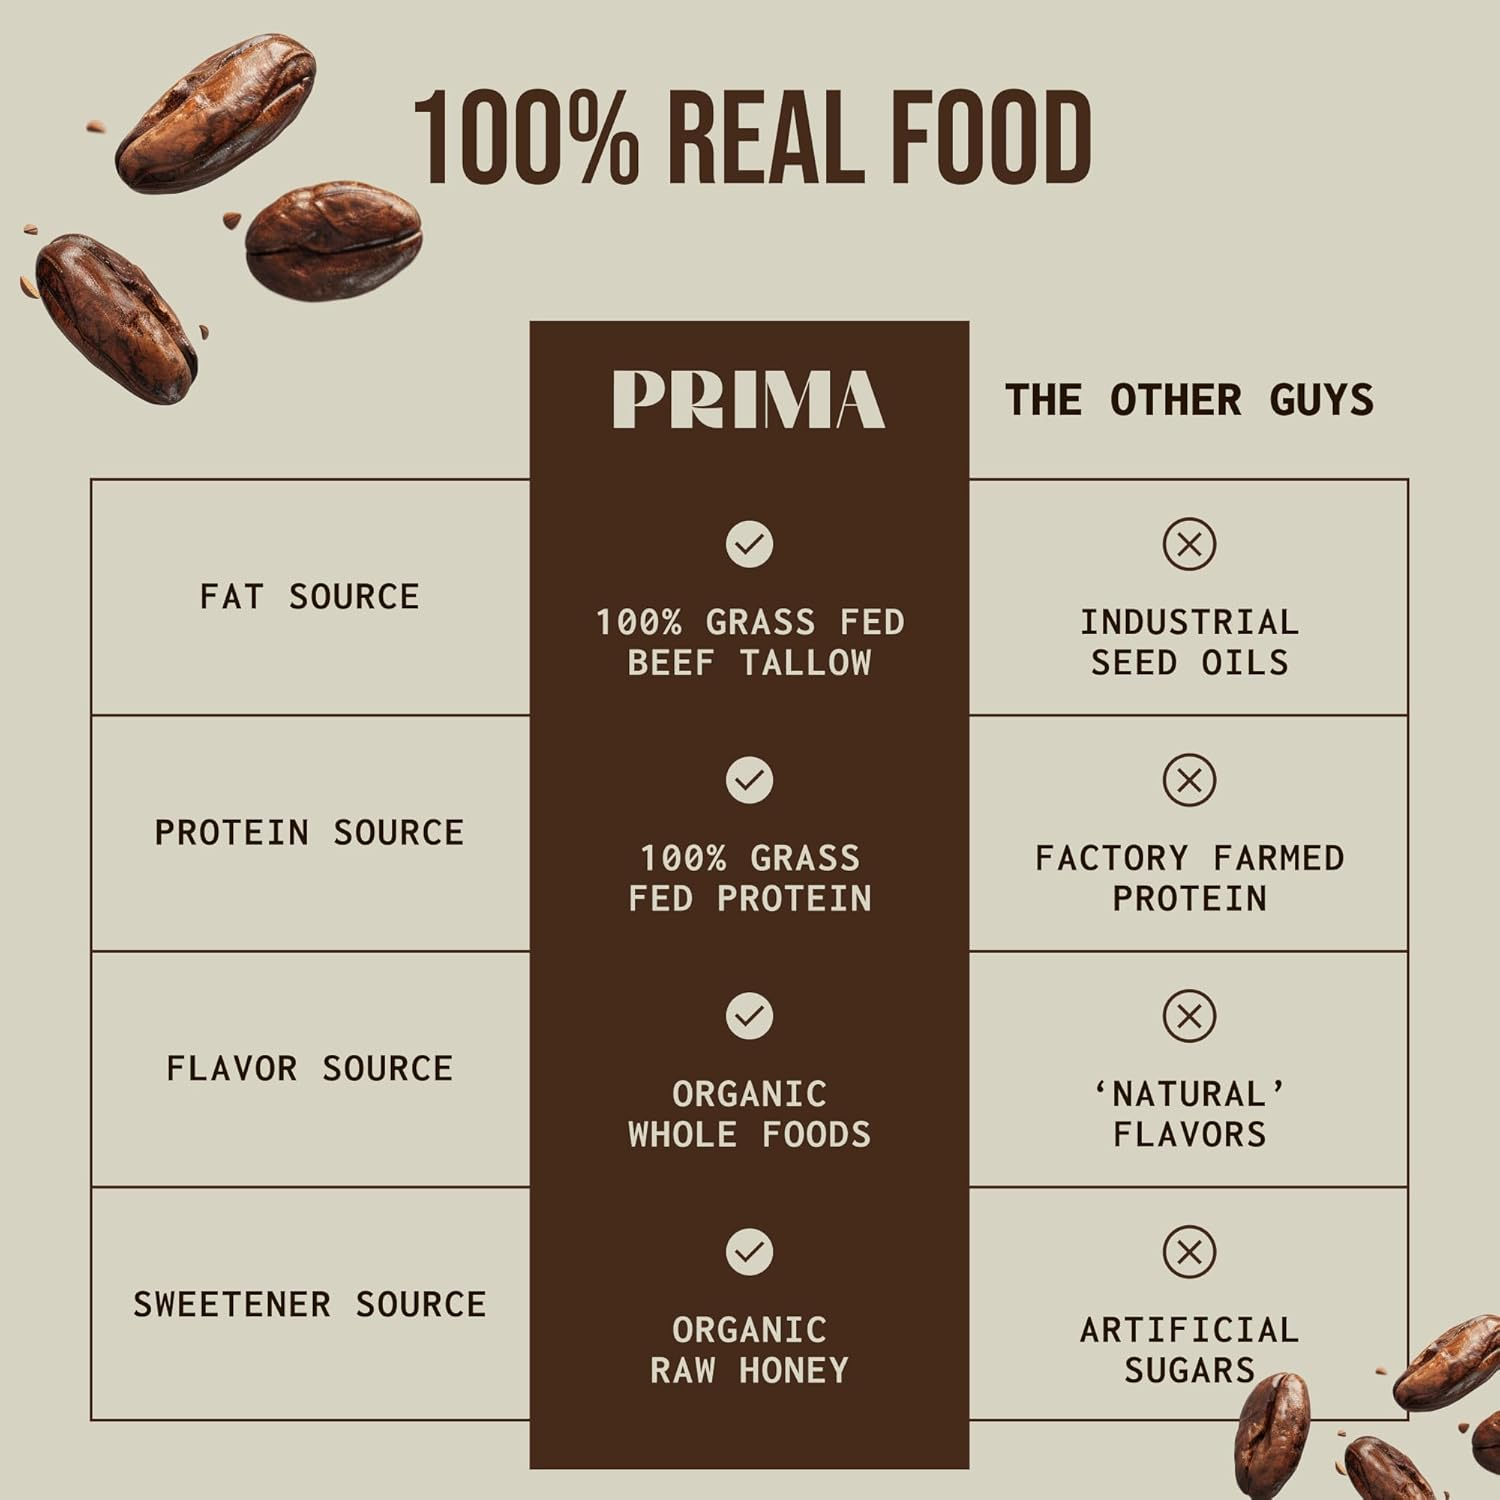 100% REAL FOOD
PRIMA
THE OTHER GUYS
FAT SOURCE
100% GRASS FED
BEEF TALLOW
INDUSTRIAL
SEED OILS
PROTEIN SOURCE
100% GRASS
FED PROTEIN
FACTORY FARMED
PROTEIN
FLAVOR SOURCE
ORGANIC
WHOLE FOODS
‘NATURAL’
FLAVORS
SWEETENER SOURCE
ORGANIC
RAW HONEY
ARTIFICIAL
SUGARS